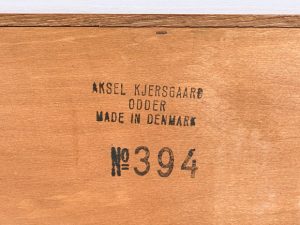 AKSEL KJERSGAARD
ODDER
MADE IN DENMARK
№394